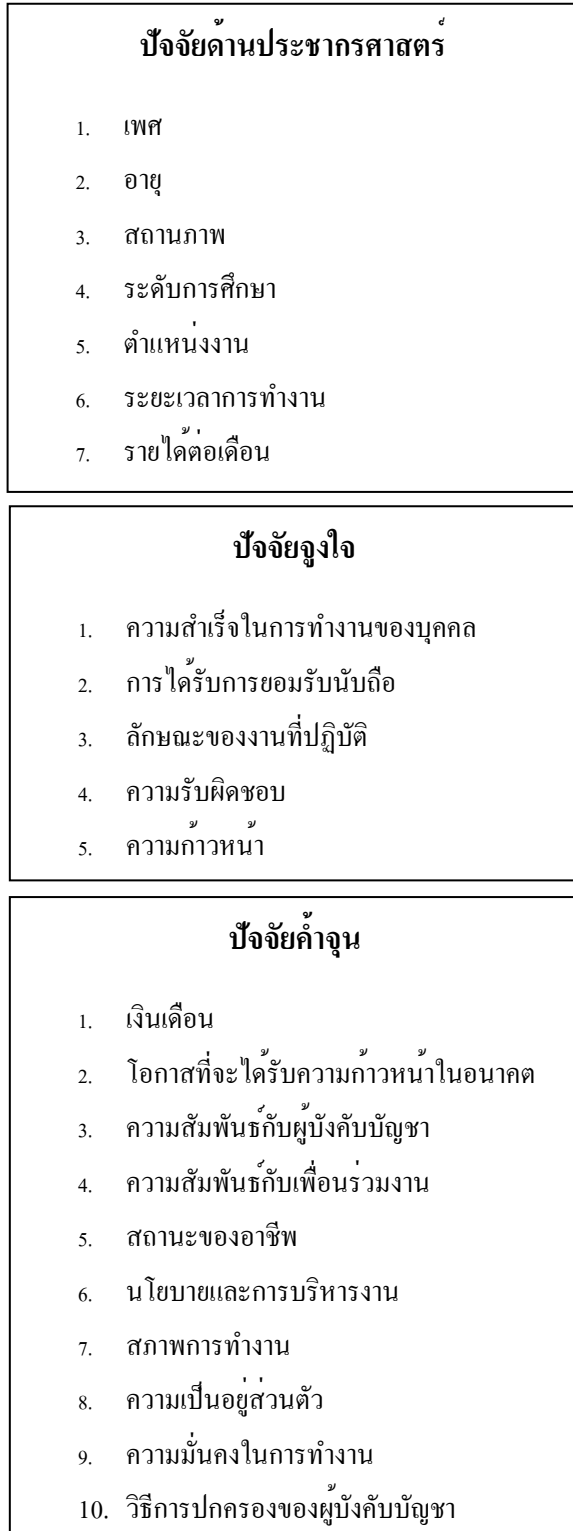 ปัจจัยด้านประชากรศาสตร์
1. เพศ
2. อายุ
3. สถานภาพ
4. ระดับการศึกษา
5. ตำแหน่งงาน
6. ระยะเวลาการทำงาน
7. รายได้ต่อเดือน
ปัจจัยจูงใจ
1. ความสำเร็จในการทำงานของบุคคล
2. การได้รับการยอมรับนับถือ
3. ลักษณะของงานที่ปฏิบัติ
4. ความรับผิดชอบ
5. ความก้าวหน้า
ปัจจัยค้ำจุน
1. เงินเดือน
2. โอกาสที่จะได้รับความก้าวหน้าในอนาคต
3. ความสัมพันธ์กับผู้บังคับบัญชา
4. ความสัมพันธ์กับเพื่อนร่วมงาน
5. สถานะของอาชีพ
6. นโยบายและการบริหารงาน
7. สภาพการทำงาน
8. ความเป็นอยู่ส่วนตัว
9. ความมั่นคงในการทำงาน
10. วิธีการปกครองของผู้บังคับบัญชา